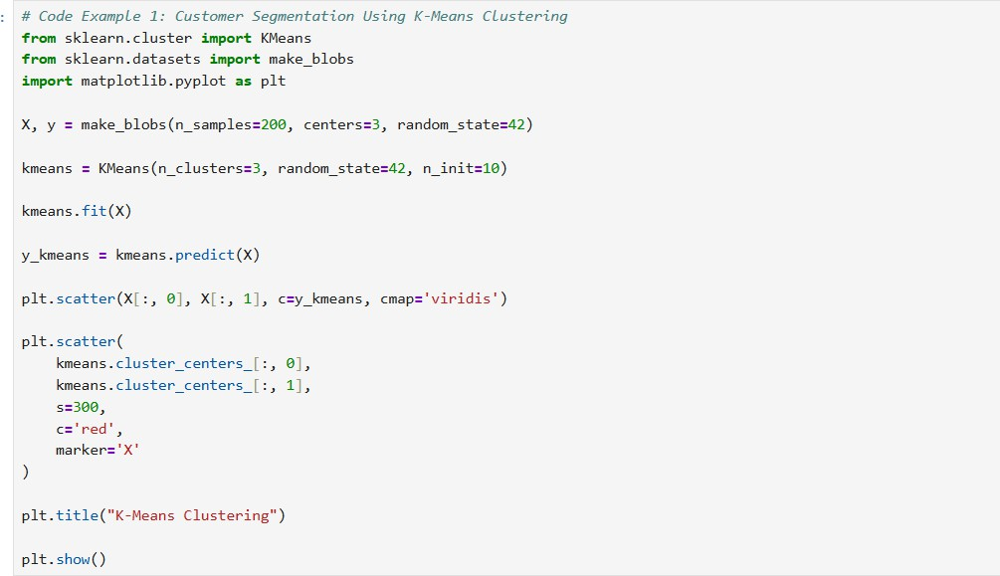 :
# Code Example 1: Customer Segmentation Using K-Means Clustering
from sklearn.cluster import KMeans
from sklearn.datasets import make_blobs
import matplotlib.pyplot as plt
X, y = make_blobs(n_samples=200, centers=3, random_state=42)
kmeans = KMeans(n_clusters=3, random_state=42, n_init=10)
kmeans.fit(X)
y_kmeans = kmeans.predict(X)
plt.scatter(X[:, 0], X[:, 1], c=y_kmeans, cmap='viridis')
plt.scatter(
    kmeans.cluster_centers_[:, 0],
    kmeans.cluster_centers_[:, 1],
    s=300,
    c='red',
    marker='X'
)
plt.title("K-Means Clustering")
plt.show()